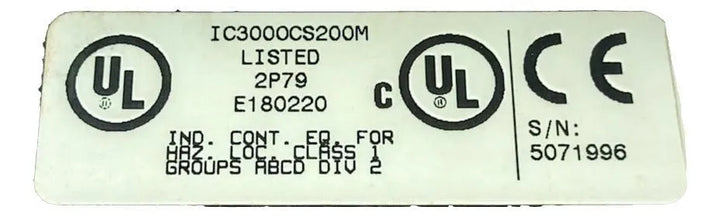 IC3000CS200M
LISTED
2P79
E180220
UL
C UL
CE
IND. CONT. EQ. FOR
HAZ. LOC. CLASS 1
GROUPS ABCD DIV 2
S/N:
5071996